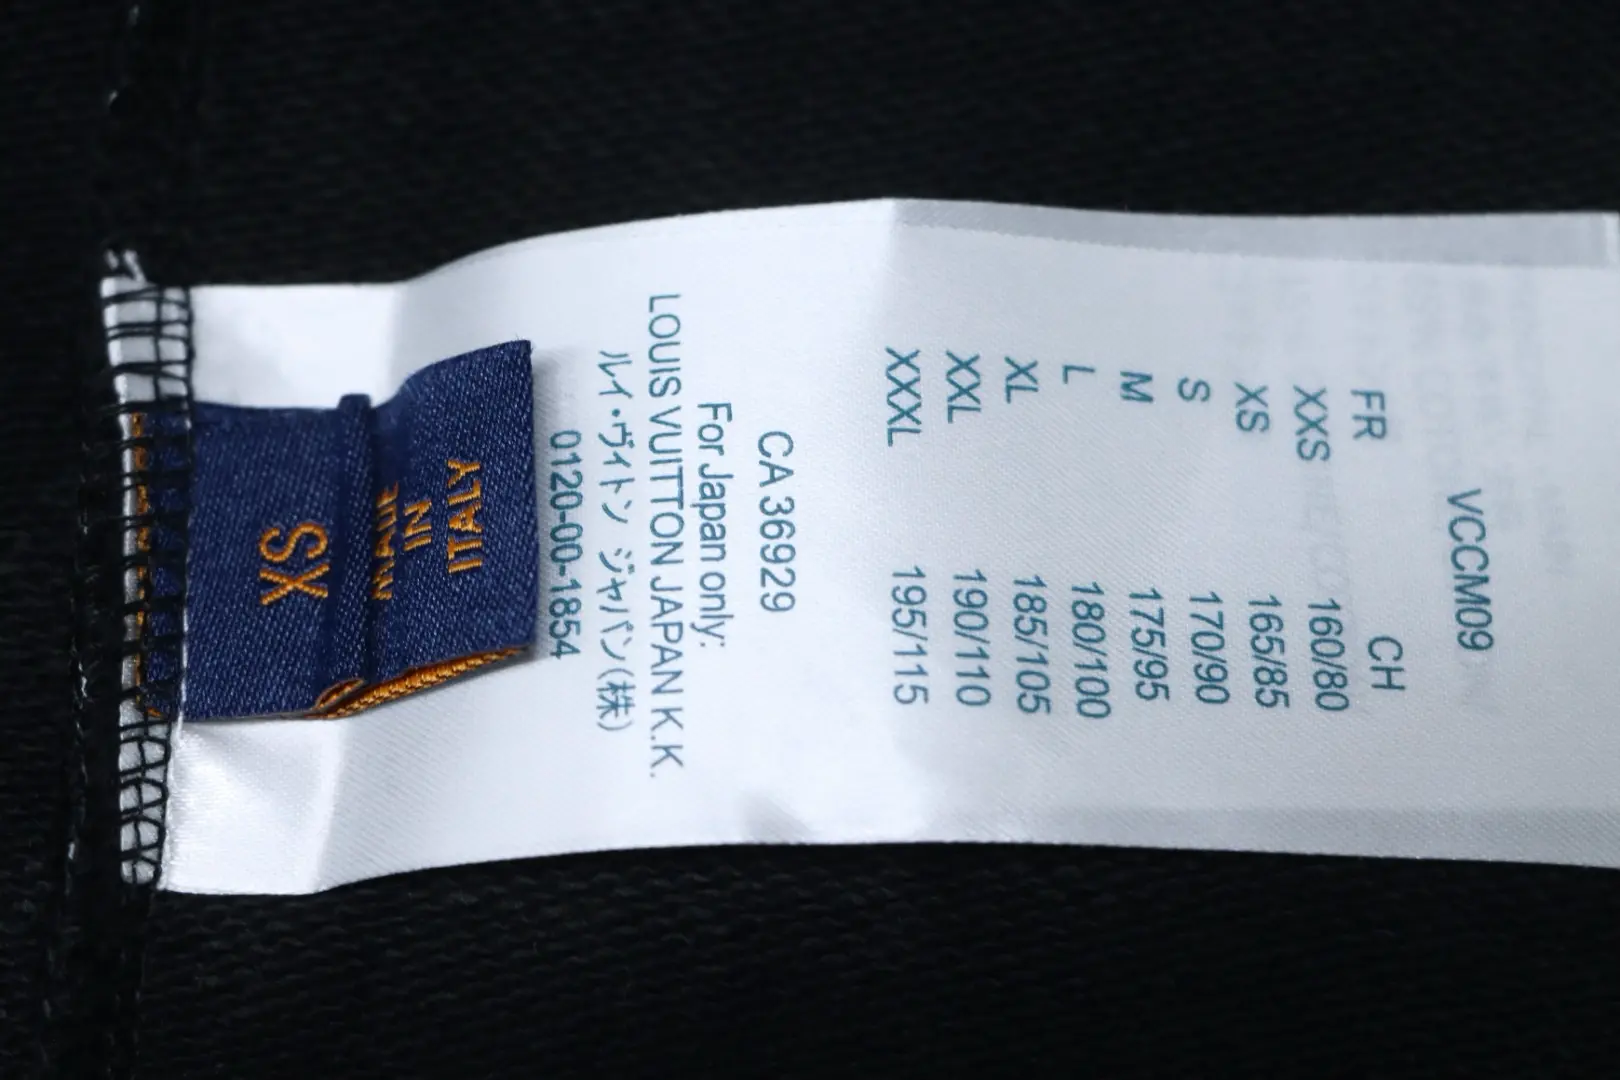 VCCM09
FR CH
XXS 160/80
XS 165/85
S 170/90
M 175/95
L 180/100
XL 185/105
XXL 190/110
XXXL 195/115
CA 36929
For Japan only:
LOUIS VUITTON JAPAN K.K.
ルイ・ヴィトン ジャパン(株)
0120-00-1854
XS
MADE
IN
ITALY